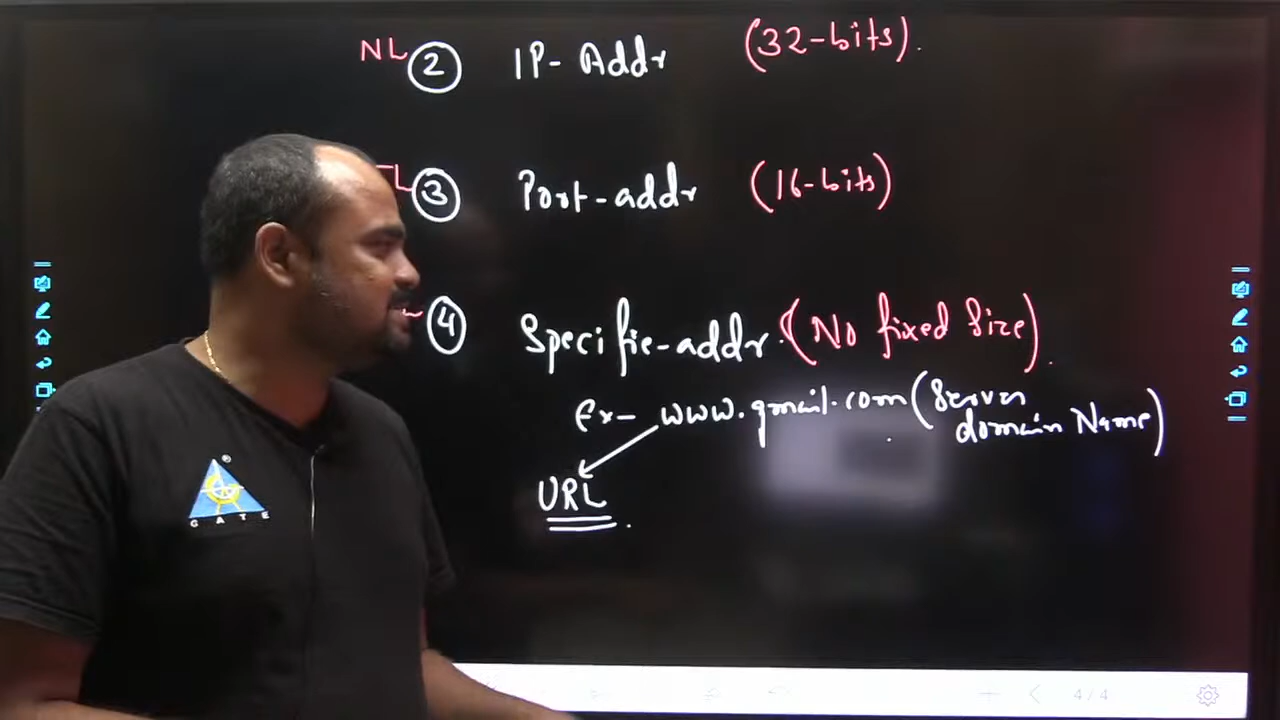 NL ② IP-Addr (32-bits).
TL ③ Port-addr (16-bits)
④ Specific-addr. (No fixed Size).
Ex- www.gmail.com (Server
domain Name)
URL
GATE
4/4